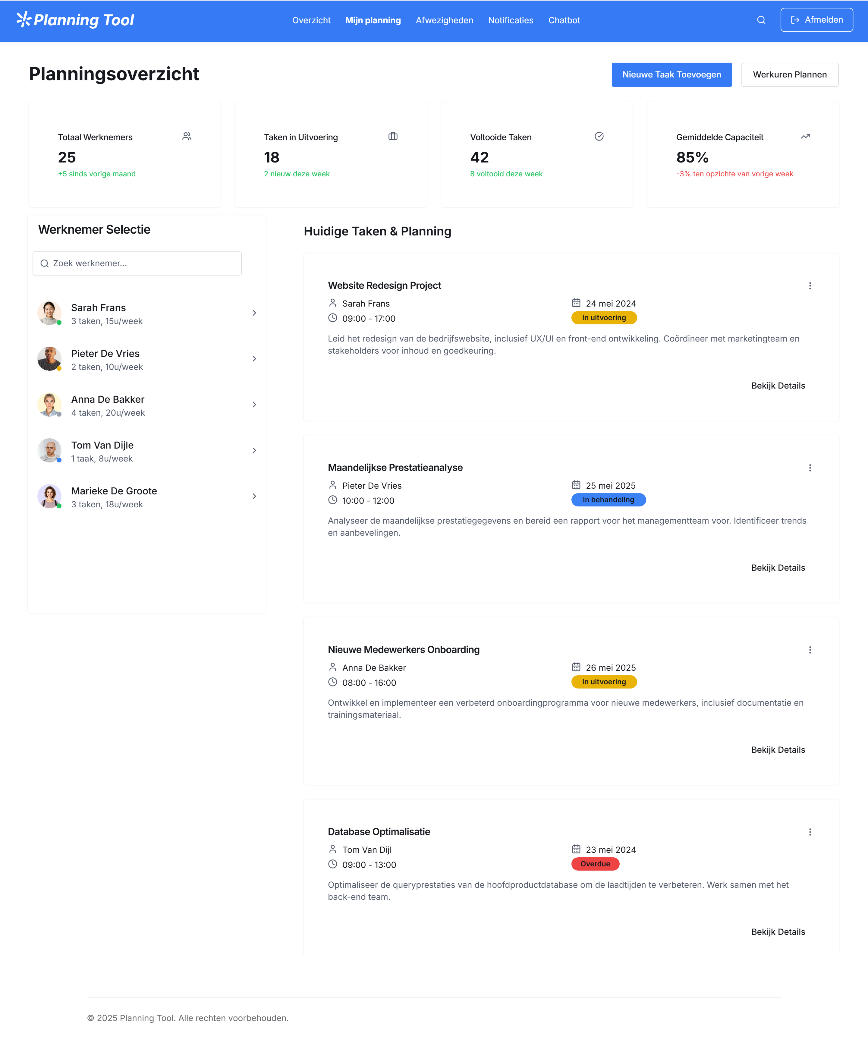 Planning Tool
Overzicht Mijn planning Afwezigheden Notificaties Chatbot
Afmelden
Planningsoverzicht
Nieuwe Taak Toevoegen
Werkuren Plannen
Totaal Werknemers
25
+5 sinds vorige maand
Taken in Uitvoering
18
2 nieuw deze week
Voltooide Taken
42
8 voltooid deze week
Gemiddelde Capaciteit
85%
-3% ten opzichte van vorige week
Werknemer Selectie
Zoek werknemer...
Sarah Frans
3 taken, 15u/week
Pieter De Vries
2 taken, 10u/week
Anna De Bakker
4 taken, 20u/week
Tom Van Dijle
1 taak, 8u/week
Marieke De Groote
3 taken, 18u/week
Huidige Taken & Planning
Website Redesign Project
Sarah Frans
24 mei 2024
09:00 - 17:00
In uitvoering
Leid het redesign van de bedrijfswebsite, inclusief UX/UI en front-end ontwikkeling. Coördineer met marketingteam en
stakeholders voor inhoud en goedkeuring.
Bekijk Details
Maandelijkse Prestatieanalyse
Pieter De Vries
25 mei 2025
10:00 - 12:00
In behandeling
Analyseer de maandelijkse prestatiegegevens en bereid een rapport voor het managementteam voor. Identificeer trends
en aanbevelingen.
Bekijk Details
Nieuwe Medewerkers Onboarding
Anna De Bakker
26 mei 2025
08:00 - 16:00
In uitvoering
Ontwikkel en implementeer een verbeterd onboardingprogramma voor nieuwe medewerkers, inclusief documentatie en
trainingsmateriaal.
Bekijk Details
Database Optimalisatie
Tom Van Dijl
23 mei 2024
09:00 - 13:00
Overdue
Optimaliseer de queryprestaties van de hoofdproductdatabase om de laadtijden te verbeteren. Werk samen met het
back-end team.
Bekijk Details
© 2025 Planning Tool. Alle rechten voorbehouden.